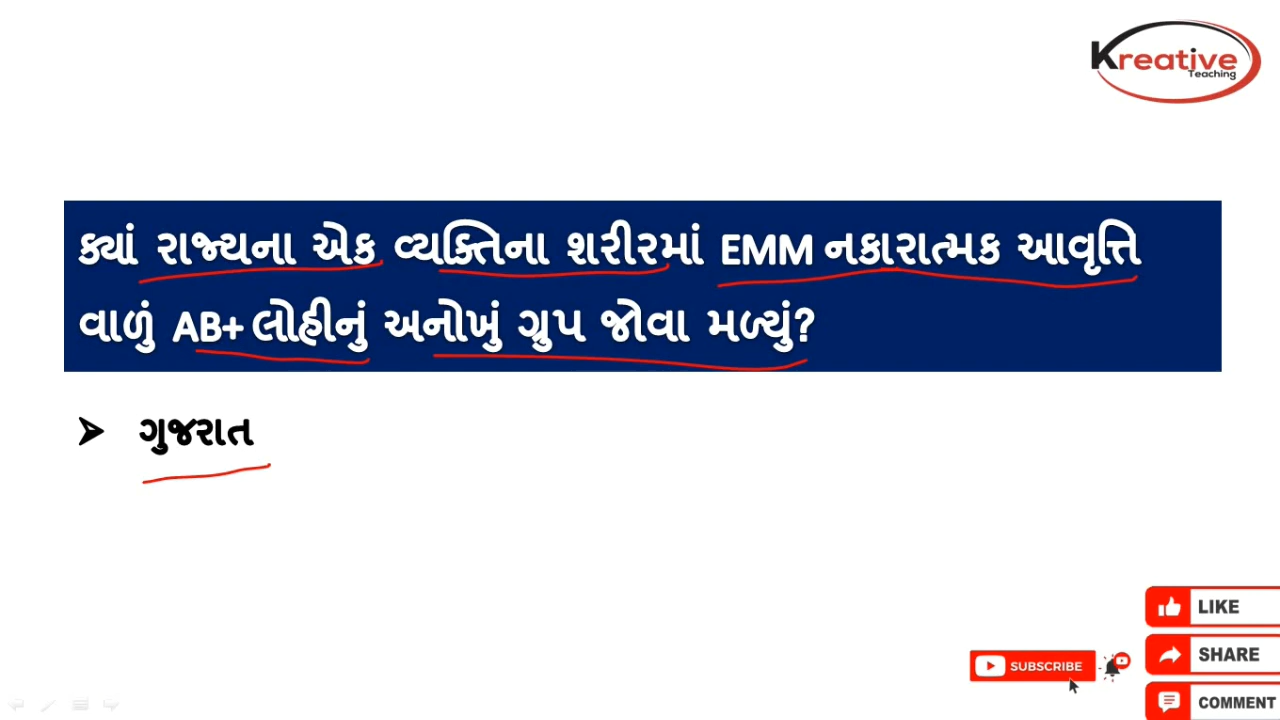 Kreative
Teaching
ક્યાં રાજ્યના એક વ્યક્તિના શરીરમાં EMM નકારાત્મક આવૃત્તિ
વાળું AB+ લોહીનું અનોખું ગ્રુપ જોવા મળ્યું?
➤ ગુજરાત
LIKE
SUBSCRIBE
SHARE
COMMENT